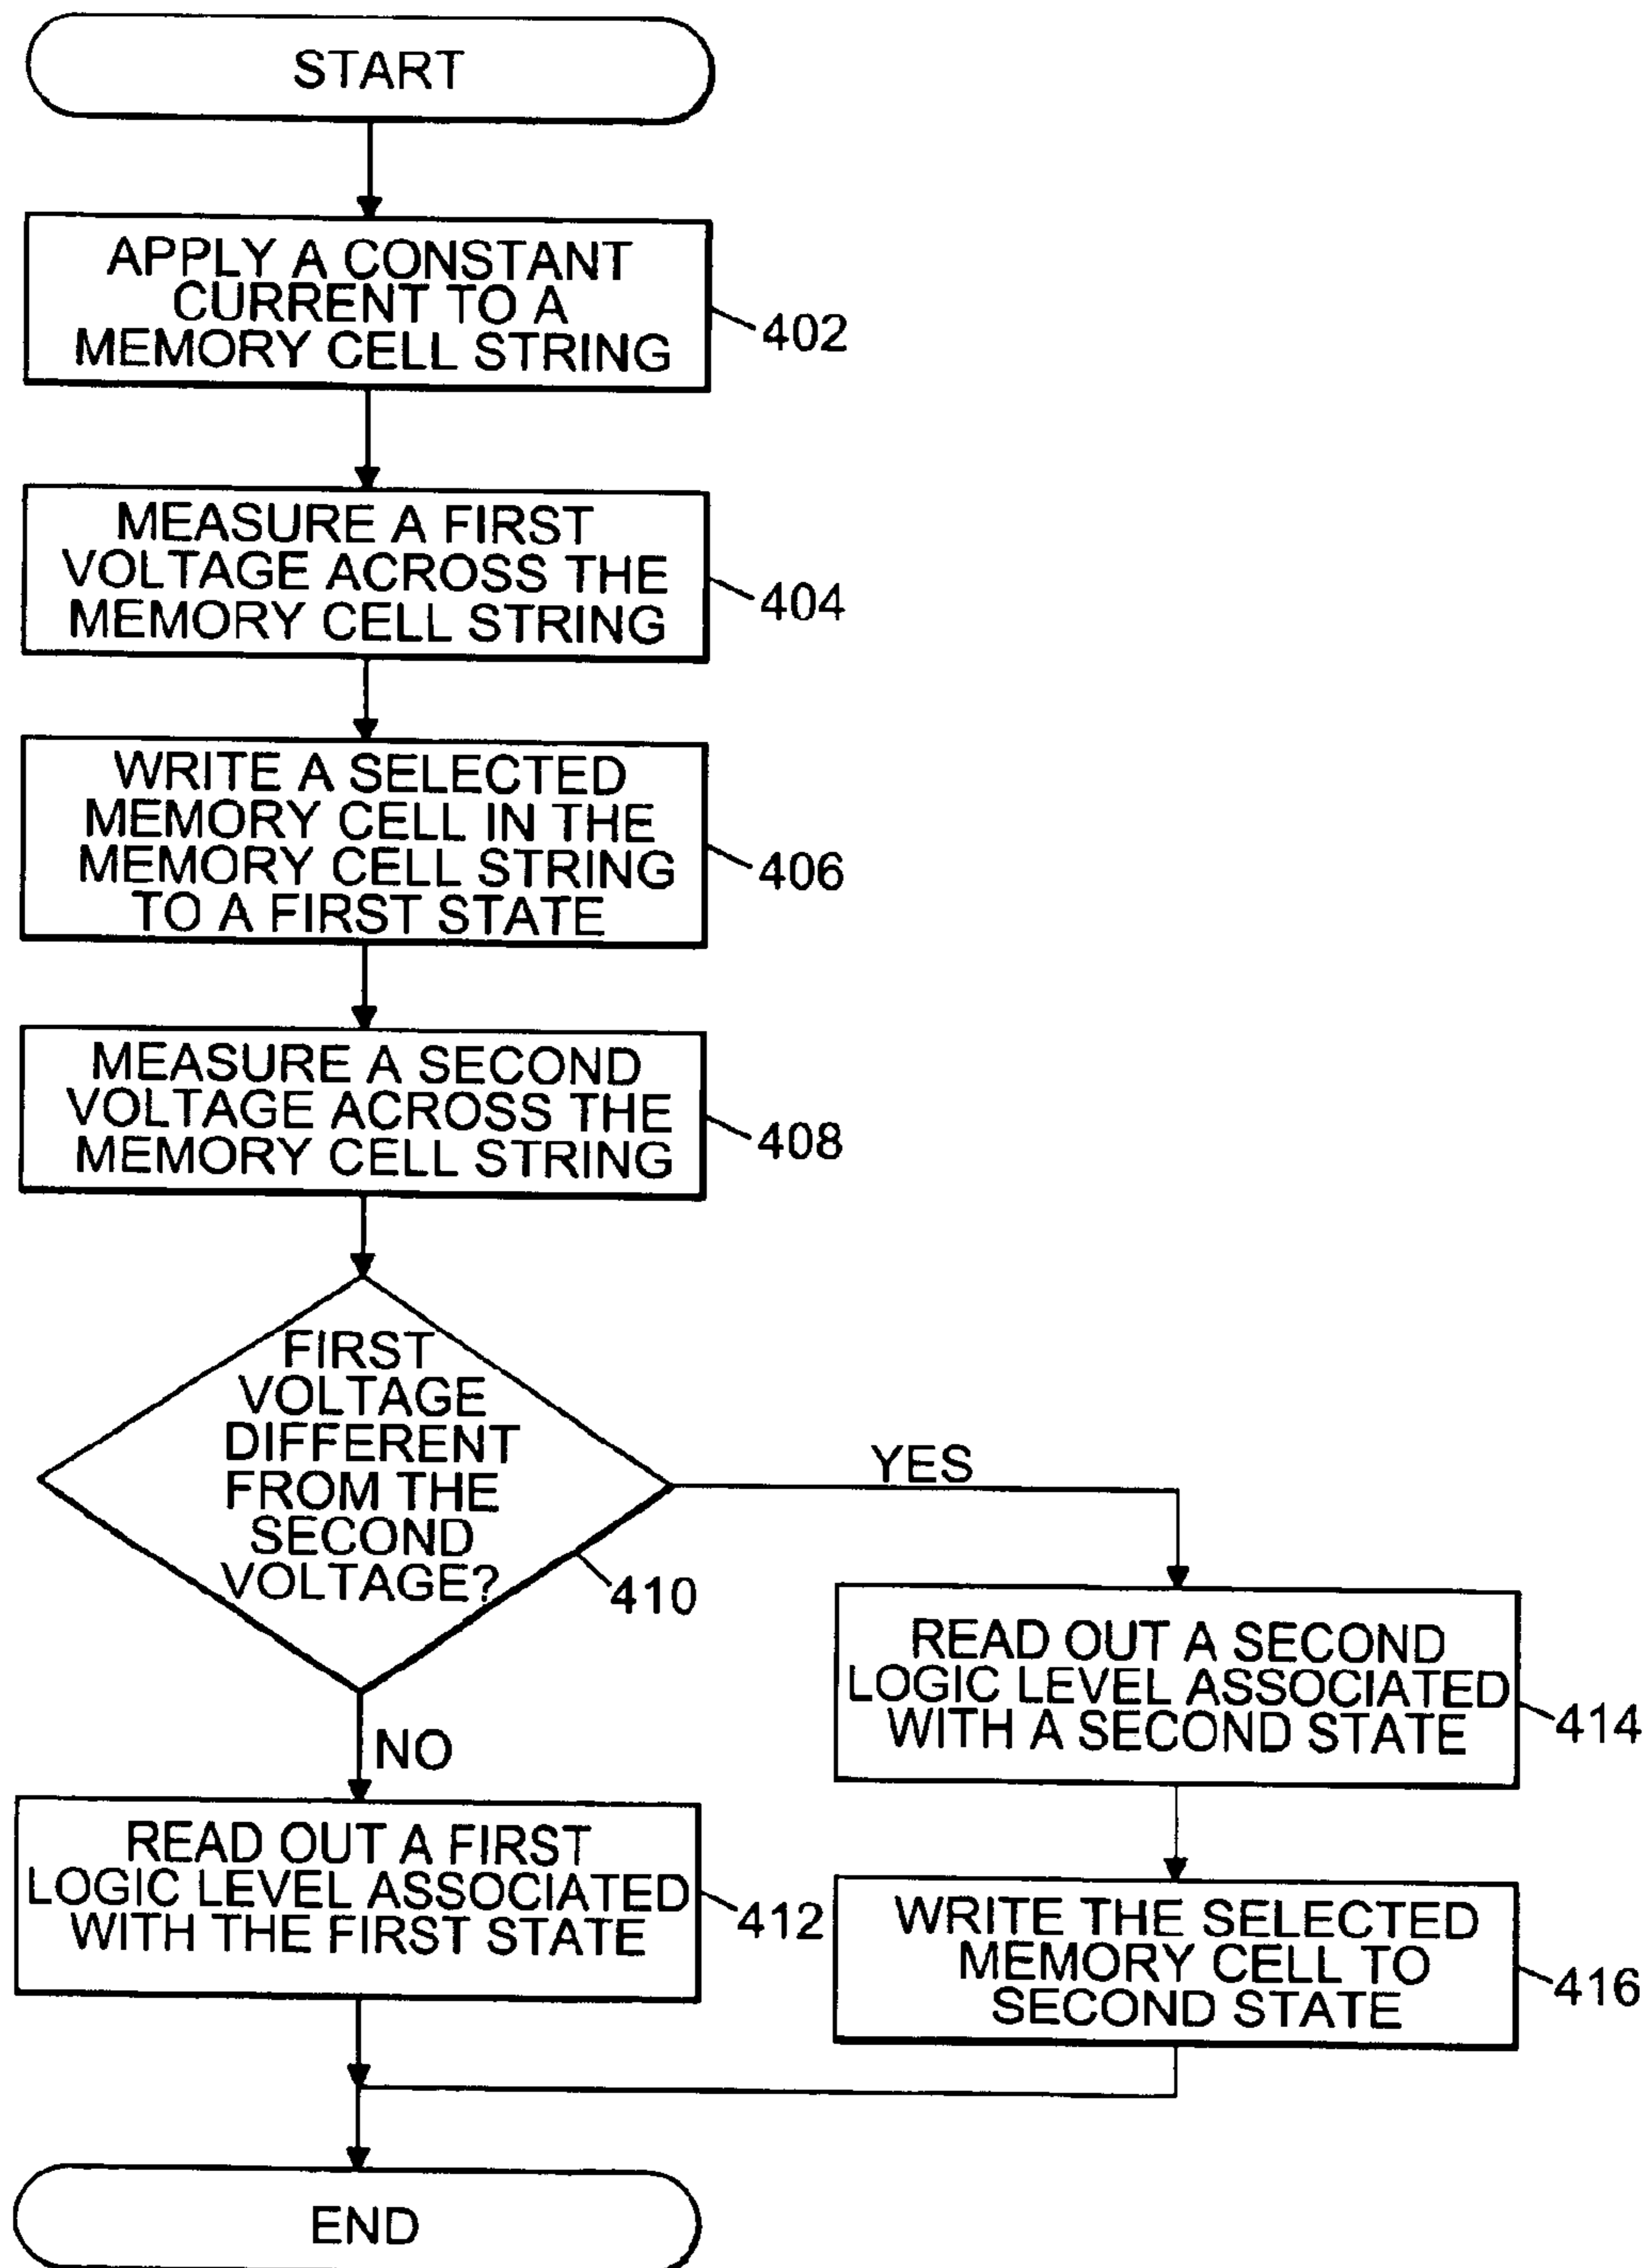 START
APPLY A CONSTANT
CURRENT TO A
MEMORY CELL STRING
402
MEASURE A FIRST
VOLTAGE ACROSS THE
MEMORY CELL STRING
404
WRITE A SELECTED
MEMORY CELL IN THE
MEMORY CELL STRING
TO A FIRST STATE
406
MEASURE A SECOND
VOLTAGE ACROSS THE
MEMORY CELL STRING
408
FIRST
VOLTAGE
DIFFERENT
FROM THE
SECOND
VOLTAGE?
410
YES
NO
READ OUT A SECOND
LOGIC LEVEL ASSOCIATED
WITH A SECOND STATE
414
READ OUT A FIRST
LOGIC LEVEL ASSOCIATED
WITH THE FIRST STATE
412
WRITE THE SELECTED
MEMORY CELL TO
SECOND STATE
416
END